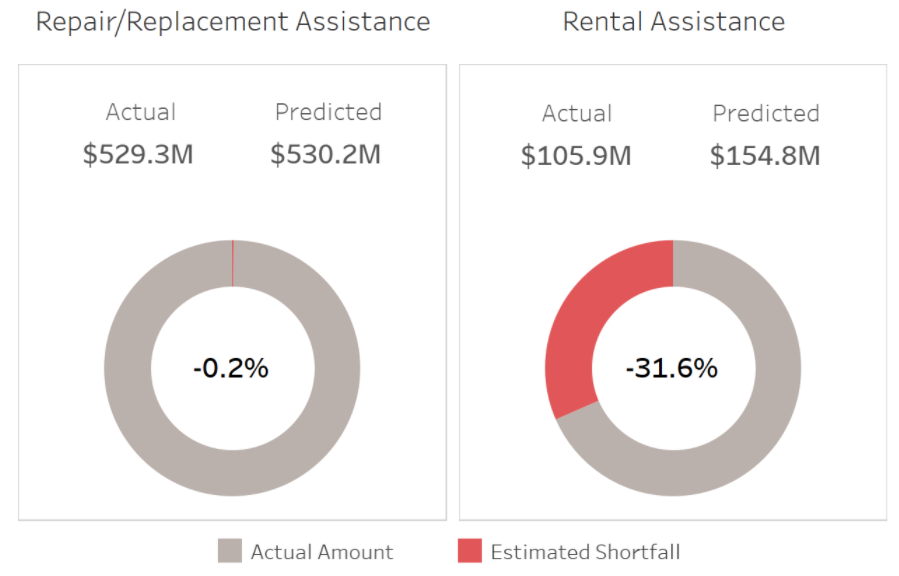 Repair/Replacement Assistance
Actual Predicted
$529.3M $530.2M
-0.2%
Rental Assistance
Actual Predicted
$105.9M $154.8M
-31.6%
Actual Amount Estimated Shortfall